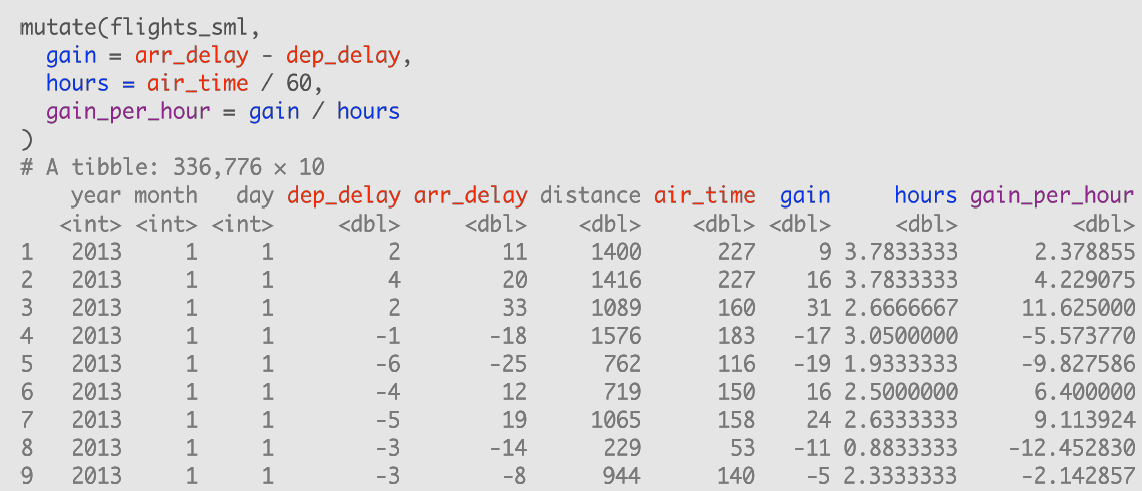 mutate(flights_sml,
  gain = arr_delay - dep_delay,
  hours = air_time / 60,
  gain_per_hour = gain / hours
)
# A tibble: 336,776 × 10
    year month   day dep_delay arr_delay distance air_time  gain     hours gain_per_hour
   <int> <int> <int>     <dbl>     <dbl>    <dbl>    <dbl> <dbl>     <dbl>         <dbl>
1   2013     1     1         2        11     1400      227     9 3.7833333      2.378855
2   2013     1     1         4        20     1416      227    16 3.7833333      4.229075
3   2013     1     1         2        33     1089      160    31 2.6666667     11.625000
4   2013     1     1        -1       -18     1576      183   -17 3.0500000     -5.573770
5   2013     1     1        -6       -25      762      116   -19 1.9333333     -9.827586
6   2013     1     1        -4        12      719      150    16 2.5000000      6.400000
7   2013     1     1        -5        19     1065      158    24 2.6333333      9.113924
8   2013     1     1        -3       -14      229       53   -11 0.8833333    -12.452830
9   2013     1     1        -3        -8      944      140    -5 2.3333333     -2.142857